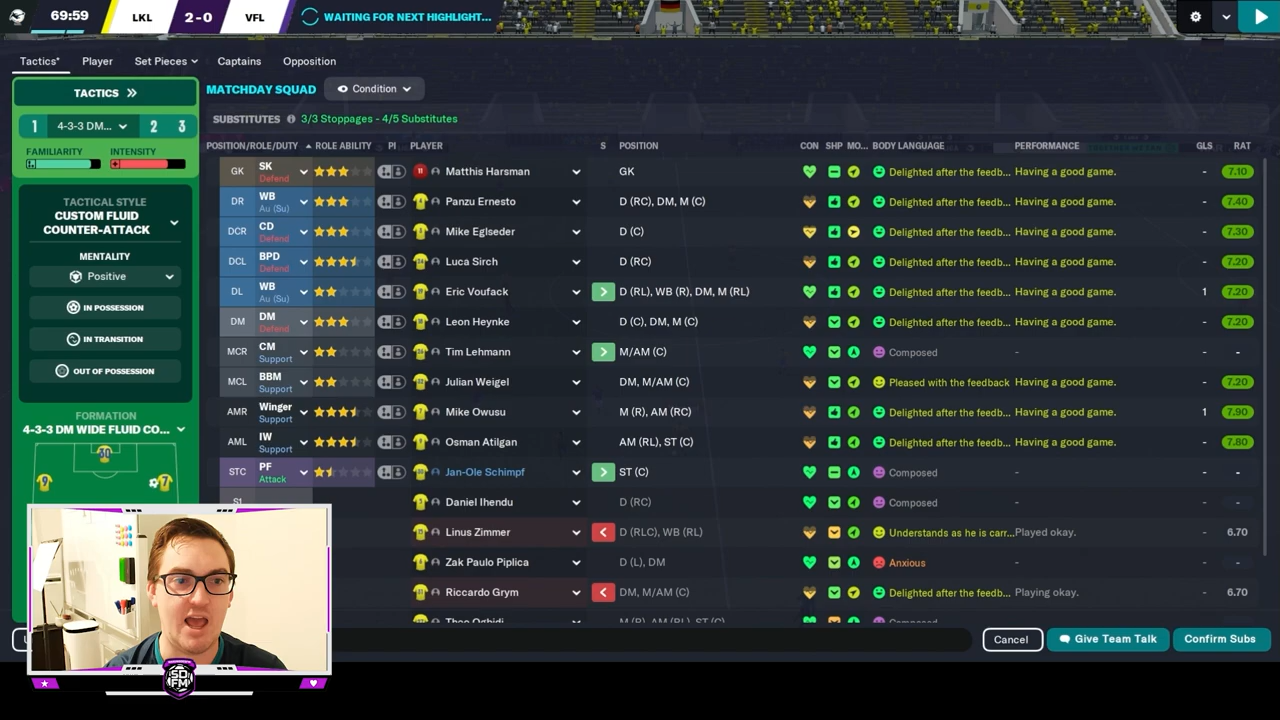 69:59 LKL 2-0 VFL WAITING FOR NEXT HIGHLIGHT...
Tactics* Player Set Pieces Captains Opposition
TACTICS
MATCHDAY SQUAD Condition
1 4-3-3 DM... 2 3
SUBSTITUTES 3/3 Stoppages - 4/5 Substitutes
FAMILIARITY INTENSITY
POSITION/ROLE/DUTY ROLE ABILITY PI PLAYER S POSITION CON SHP MO... BODY LANGUAGE PERFORMANCE GLS RAT
GK SK Defend Matthis Harsman GK Delighted after the feedb... Having a good game. - 7.10
DR WB Au (Su) Panzu Ernesto D (RC), DM, M (C) Delighted after the feedb... Having a good game. - 7.40
DCR CD Defend Mike Eglseder D (C) Delighted after the feedb... Having a good game. - 7.30
DCL BPD Defend Luca Sirch D (RC) Delighted after the feedb... Having a good game. - 7.20
DL WB Au (Su) Eric Voufack D (RL), WB (R), DM, M (RL) Delighted after the feedb... Having a good game. 1 7.20
DM DM Defend Leon Heynke D (C), DM, M (C) Delighted after the feedb... Having a good game. - 7.20
MCR CM Support Tim Lehmann M/AM (C) Composed - - -
MCL BBM Support Julian Weigel DM, M/AM (C) Pleased with the feedback Having a good game. - 7.20
AMR Winger Support Mike Owusu M (R), AM (RC) Delighted after the feedb... Having a good game. 1 7.90
AML IW Support Osman Atilgan AM (RL), ST (C) Delighted after the feedb... Having a good game. - 7.80
STC PF Attack Jan-Ole Schimpf ST (C) Composed - - -
S1 Daniel Ihendu D (RC) Composed - - -
Linus Zimmer D (RLC), WB (RL) Understands as he is carr... Played okay. - 6.70
Zak Paulo Piplica D (L), DM Anxious - - -
Riccardo Grym DM, M/AM (C) Delighted after the feedb... Playing okay. - 6.70
TACTICAL STYLE
CUSTOM FLUID
COUNTER-ATTACK
MENTALITY
Positive
IN POSSESSION
IN TRANSITION
OUT OF POSSESSION
FORMATION
4-3-3 DM WIDE FLUID CO...
9 7
Cancel Give Team Talk Confirm Subs
SDFM